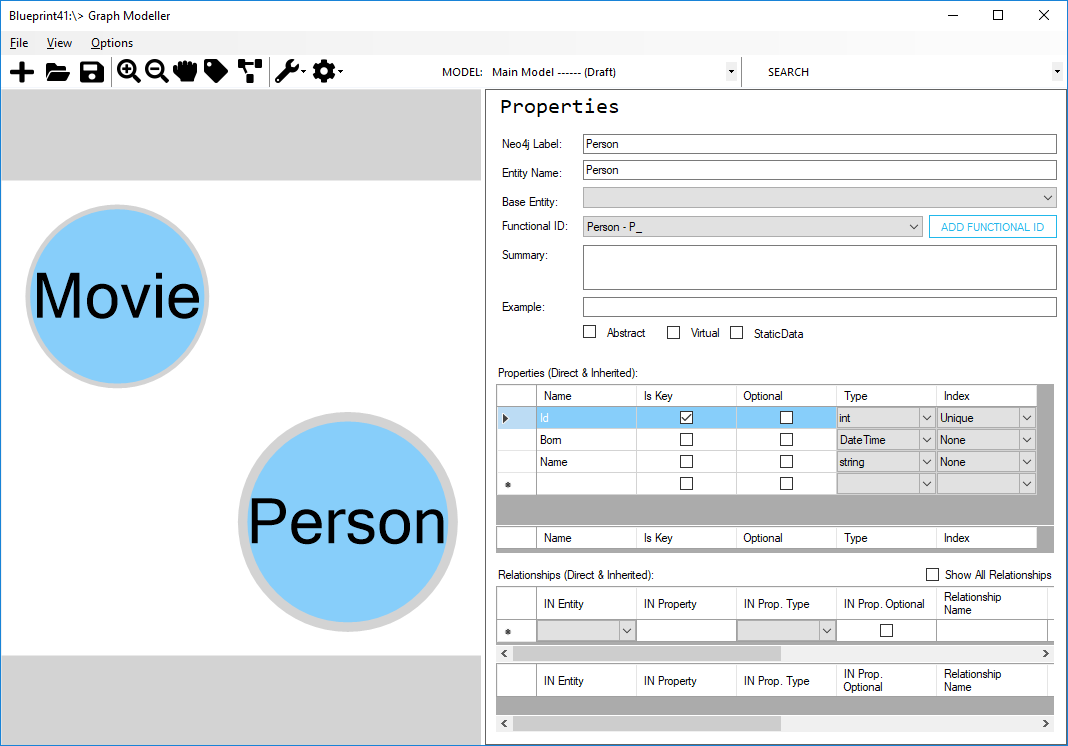 Blueprint41:\> Graph Modeller
File View Options
MODEL: Main Model ------ (Draft) SEARCH
Movie
Person
Properties
Neo4j Label: Person
Entity Name: Person
Base Entity:
Functional ID: Person - P_ ADD FUNCTIONAL ID
Summary:
Example:
Abstract Virtual StaticData
Properties (Direct & Inherited):
Name Is Key Optional Type Index
Id int Unique
Born DateTime None
Name string None
Name Is Key Optional Type Index
Relationships (Direct & Inherited): Show All Relationships
IN Entity IN Property IN Prop. Type IN Prop. Optional Relationship
Name
IN Entity IN Property IN Prop. Type IN Prop. Relationship
Optional Name